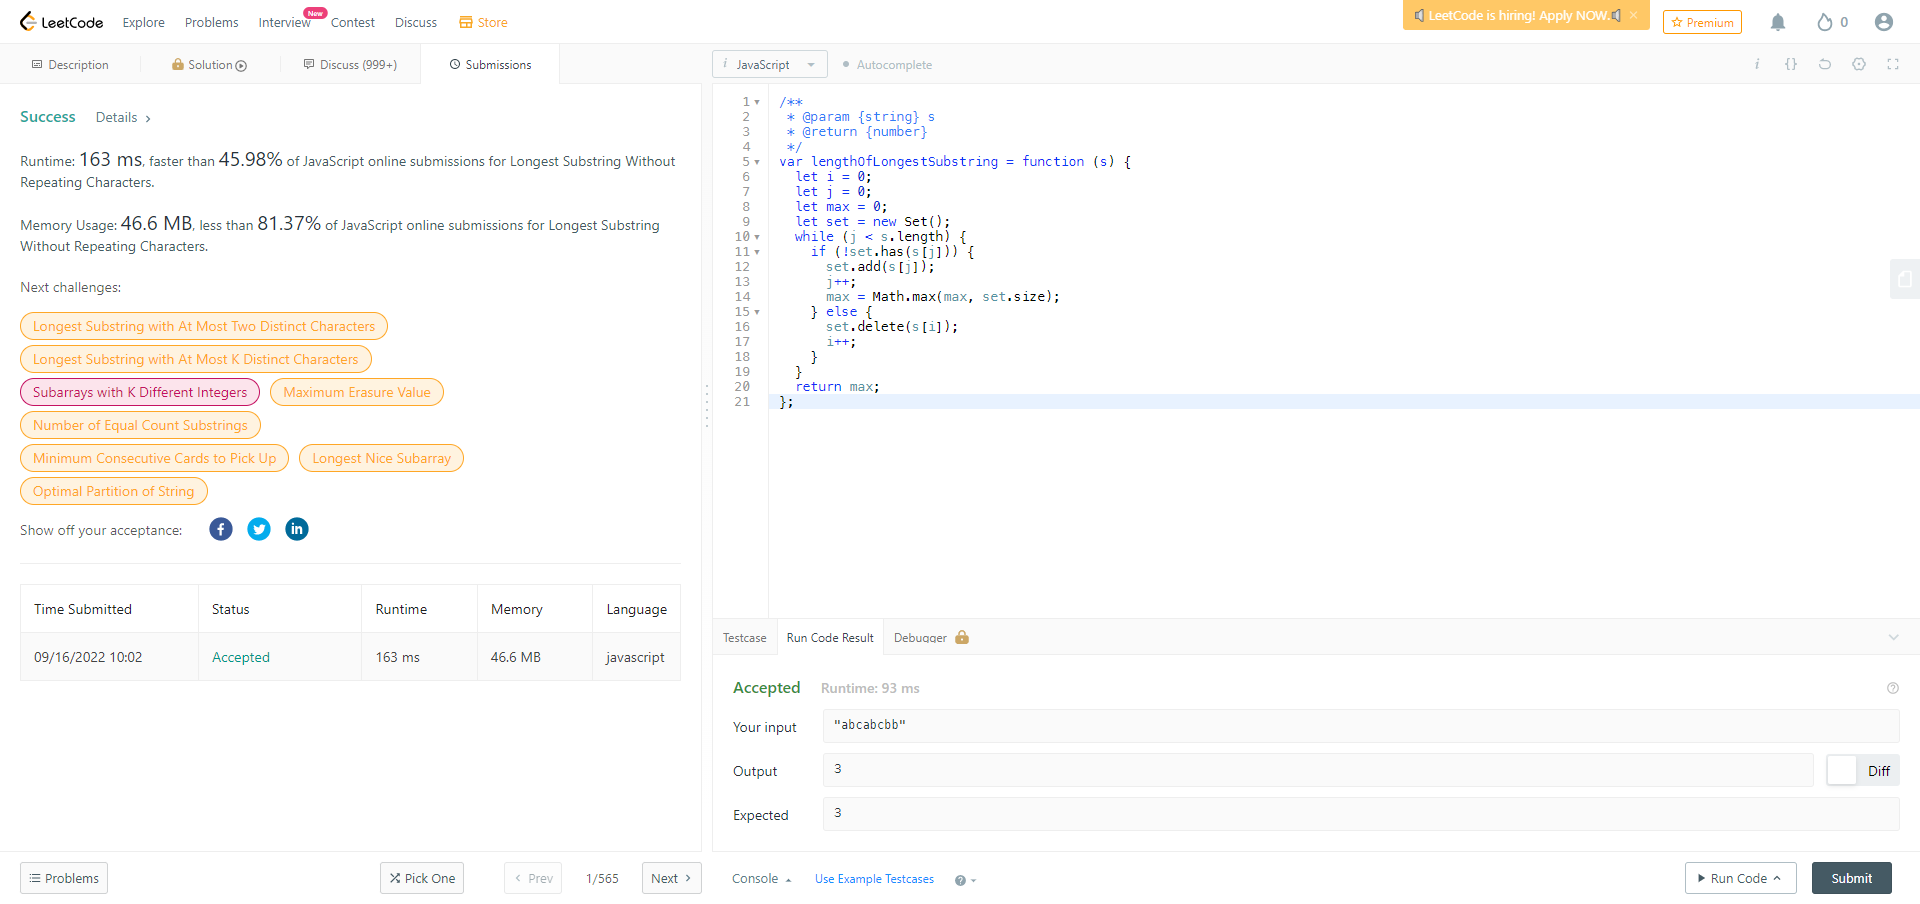 LeetCode Explore Problems Interview New Contest Discuss Store LeetCode is hiring! Apply NOW. × Premium 0
Description Solution Discuss (999+) Submissions
i JavaScript Autocomplete i {}
Success Details >
Runtime: 163 ms, faster than 45.98% of JavaScript online submissions for Longest Substring Without
Repeating Characters.
Memory Usage: 46.6 MB, less than 81.37% of JavaScript online submissions for Longest Substring
Without Repeating Characters.
Next challenges:
Longest Substring with At Most Two Distinct Characters
Longest Substring with At Most K Distinct Characters
Subarrays with K Different Integers Maximum Erasure Value
Number of Equal Count Substrings
Minimum Consecutive Cards to Pick Up Longest Nice Subarray
Optimal Partition of String
Show off your acceptance: f in
Time Submitted Status Runtime Memory Language
09/16/2022 10:02 Accepted 163 ms 46.6 MB javascript
1 /**
2  * @param {string} s
3  * @return {number}
4  */
5 var lengthOfLongestSubstring = function (s) {
6   let i = 0;
7   let j = 0;
8   let max = 0;
9   let set = new Set();
10   while (j < s.length) {
11     if (!set.has(s[j])) {
12       set.add(s[j]);
13       j++;
14       max = Math.max(max, set.size);
15     } else {
16       set.delete(s[i]);
17       i++;
18     }
19   }
20   return max;
21 };
Testcase Run Code Result Debugger
Accepted Runtime: 93 ms ?
Your input "abcabcbb"
Output 3 Diff
Expected 3
Problems Pick One < Prev 1/565 Next >
Console Use Example Testcases ? Run Code Submit